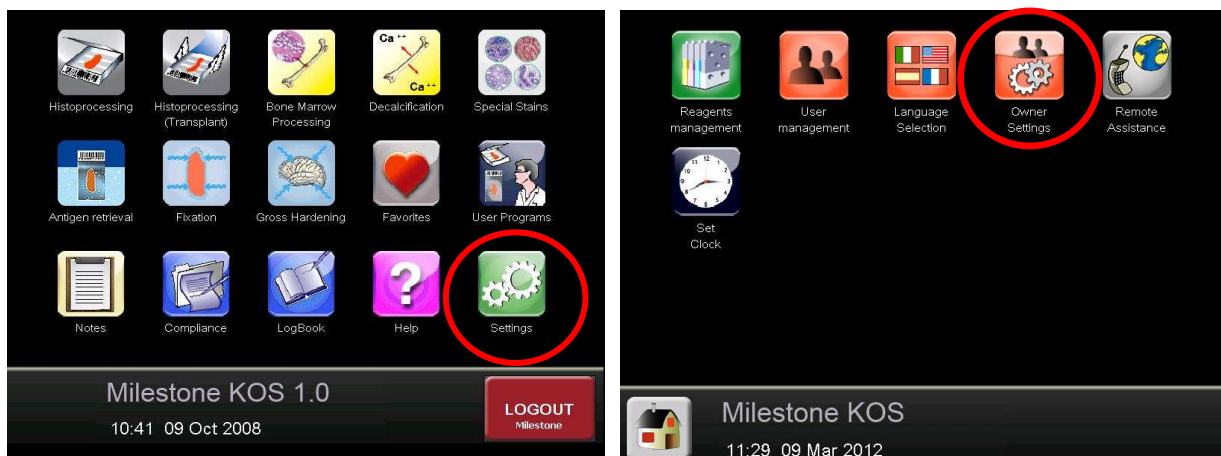 Ca ++
Ca ++
Histoprocessing
Histoprocessing
(Transplant)
Bone Marrow
Processing
Decalcification
Special Stains
Antigen retrieval
Fixation
Gross Hardening
Favorites
User Programs
?
Notes
Compliance
LogBook
Help
Settings
Milestone KOS 1.0
10:41 09 Oct 2008
LOGOUT
Milestone
Reagents
management
User
management
Language
Selection
Owner
Settings
Remote
Assistance
Set
Clock
Milestone KOS
11:29 09 Mar 2012